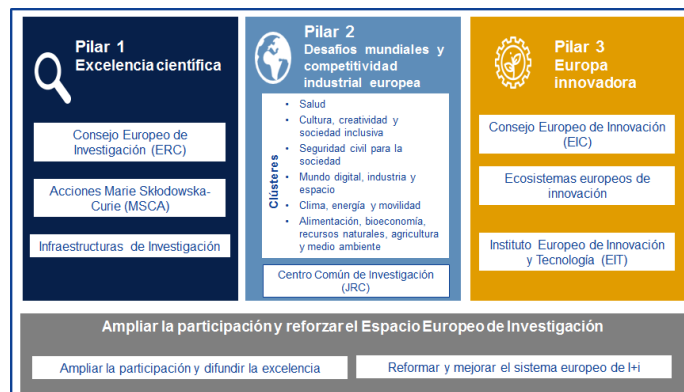 Pilar 1
Excelencia científica
Consejo Europeo de
Investigación (ERC)
Acciones Marie Skłodowska-
Curie (MSCA)
Infraestructuras de Investigación
Pilar 2
Desafíos mundiales y
competitividad
industrial europea
Clústeres
• Salud
• Cultura, creatividad y
sociedad inclusiva
• Seguridad civil para la
sociedad
• Mundo digital, industria y
espacio
• Clima, energía y movilidad
• Alimentación, bioeconomía,
recursos naturales, agricultura
y medio ambiente
Centro Común de Investigación
(JRC)
Pilar 3
Europa
innovadora
Consejo Europeo de Innovación
(EIC)
Ecosistemas europeos de
innovación
Instituto Europeo de Innovación
y Tecnología (EIT)
Ampliar la participación y reforzar el Espacio Europeo de Investigación
Ampliar la participación y difundir la excelencia
Reformar y mejorar el sistema europeo de I+i